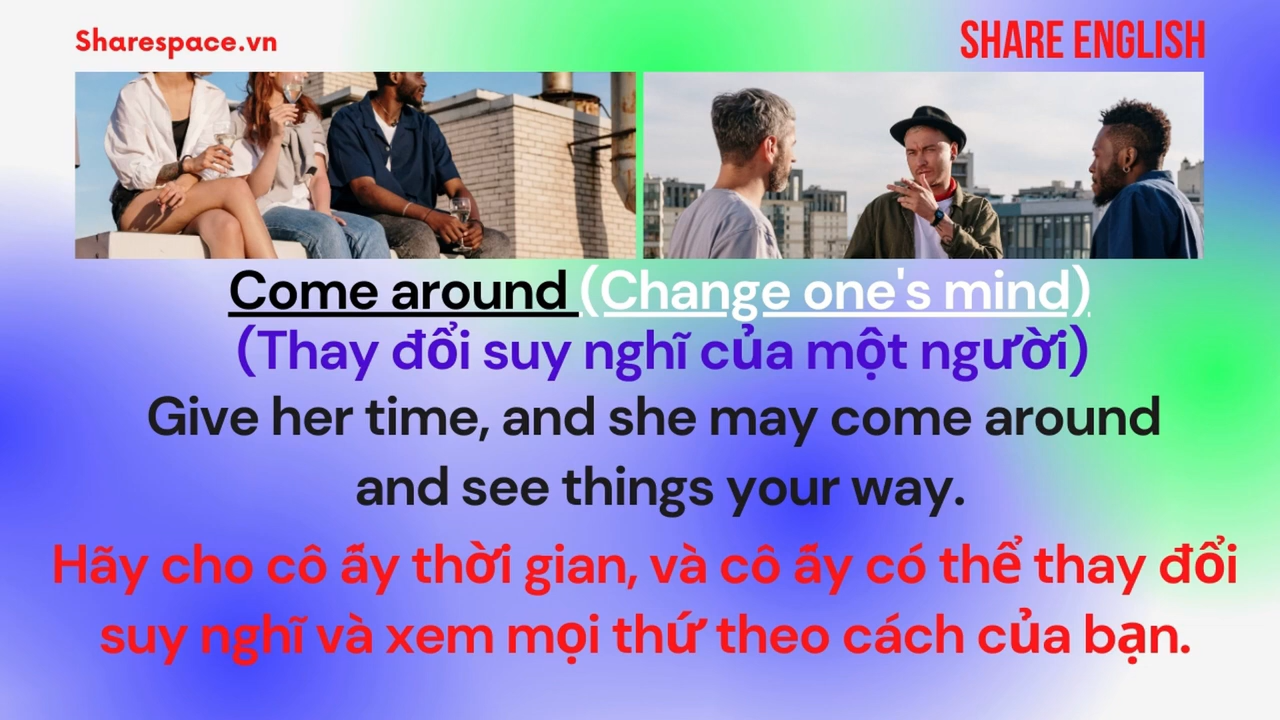 Sharespace.vn
SHARE ENGLISH
Come around (Change one's mind)
(Thay đổi suy nghĩ của một người)
Give her time, and she may come around
and see things your way.
Hãy cho cô ấy thời gian, và cô ấy có thể thay đổi
suy nghĩ và xem mọi thứ theo cách của bạn.